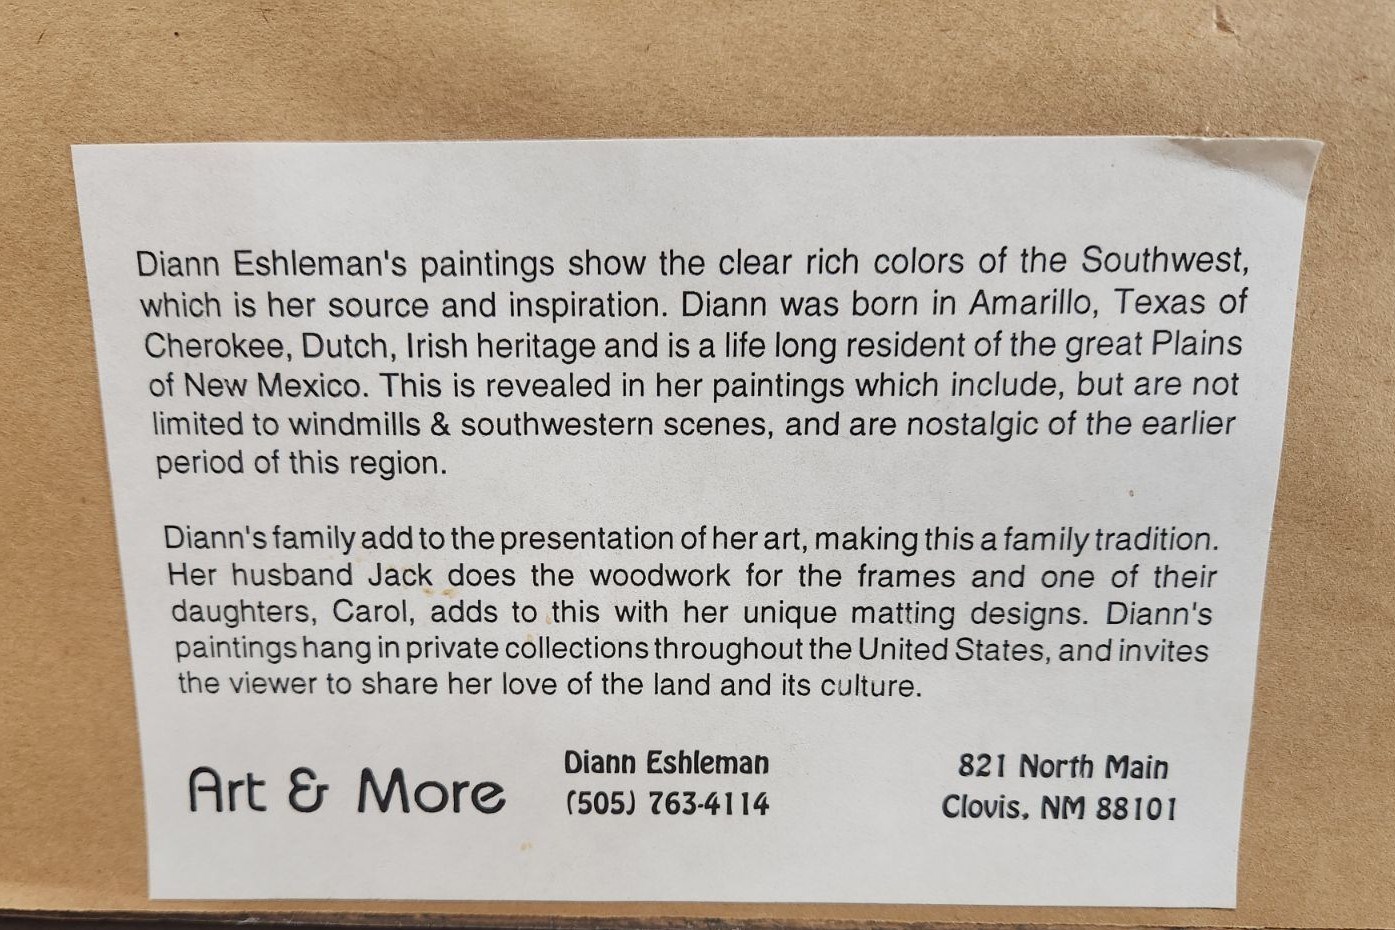 Diann Eshleman's paintings show the clear rich colors of the Southwest,
which is her source and inspiration. Diann was born in Amarillo, Texas of
Cherokee, Dutch, Irish heritage and is a life long resident of the great Plains
of New Mexico. This is revealed in her paintings which include, but are not
limited to windmills & southwestern scenes, and are nostalgic of the earlier
period of this region.
Diann's family add to the presentation of her art, making this a family tradition.
Her husband Jack does the woodwork for the frames and one of their
daughters, Carol, adds to this with her unique matting designs. Diann's
paintings hang in private collections throughout the United States, and invites
the viewer to share her love of the land and its culture.
Art & More
Diann Eshleman
(505) 763-4114
821 North Main
Clovis, NM 88101